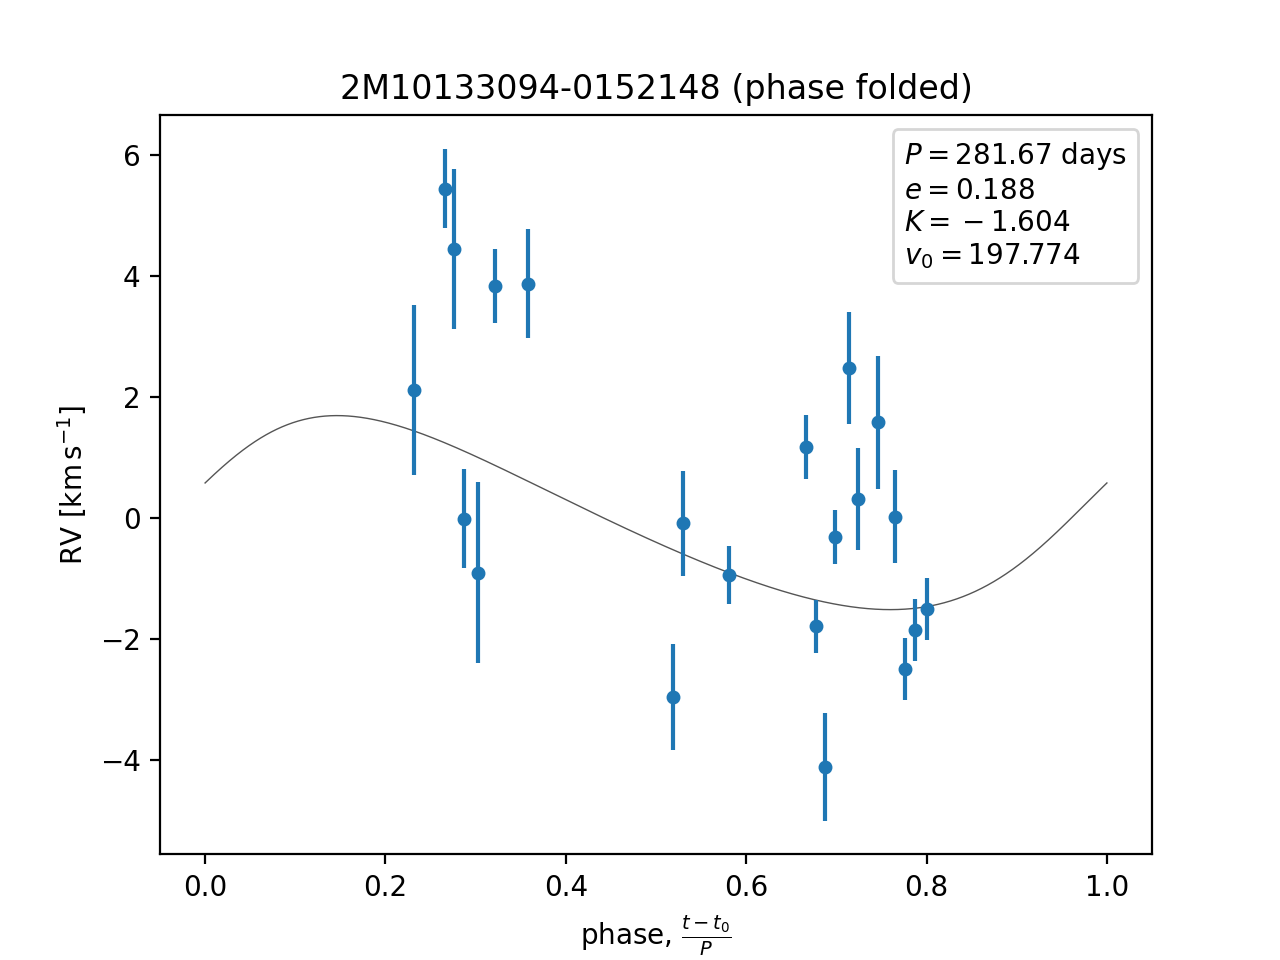 2M10133094-0152148 (phase folded)
P = 281.67 days
e = 0.188
K = −1.604
v₀ = 197.774
6
4
2
0
−2
−4
RV [km s⁻¹]
0.0 0.2 0.4 0.6 0.8 1.0
phase, (t − t₀)/P